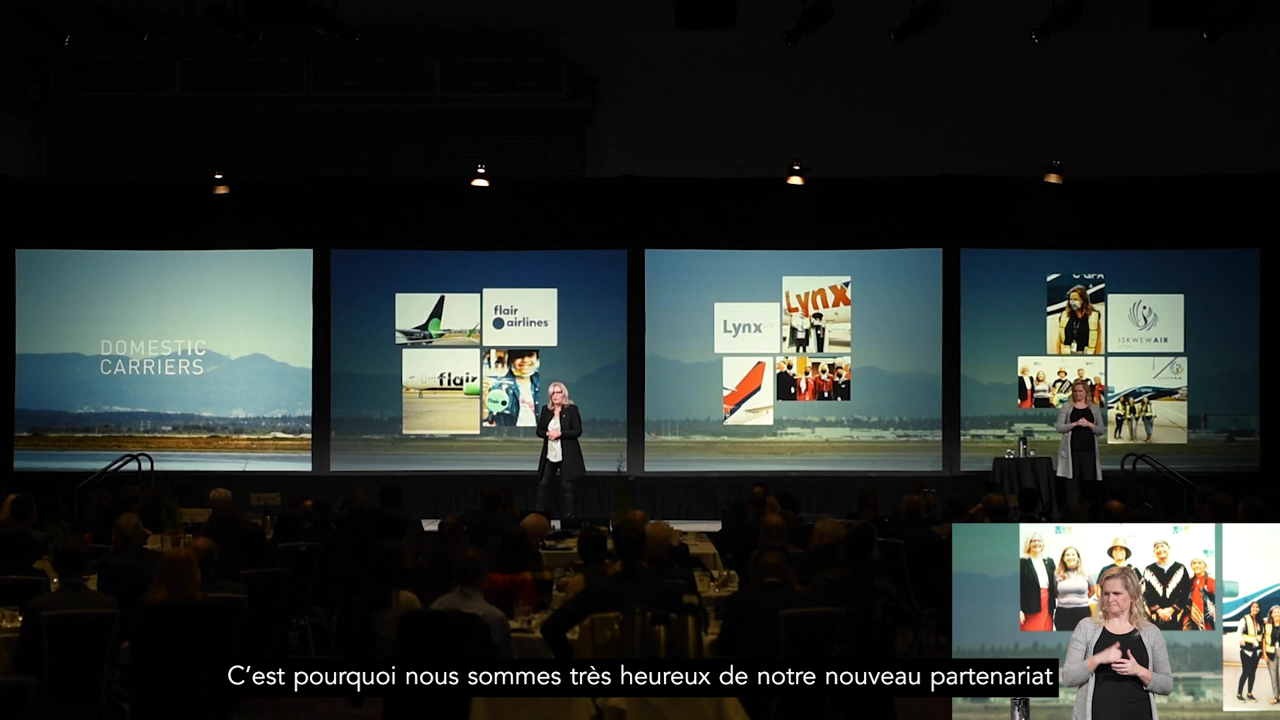 DOMESTIC
CARRIERS
flair
airlines
flair
Lynx
Lynx
ISKWEWAIR
C'est pourquoi nous sommes très heureux de notre nouveau partenariat